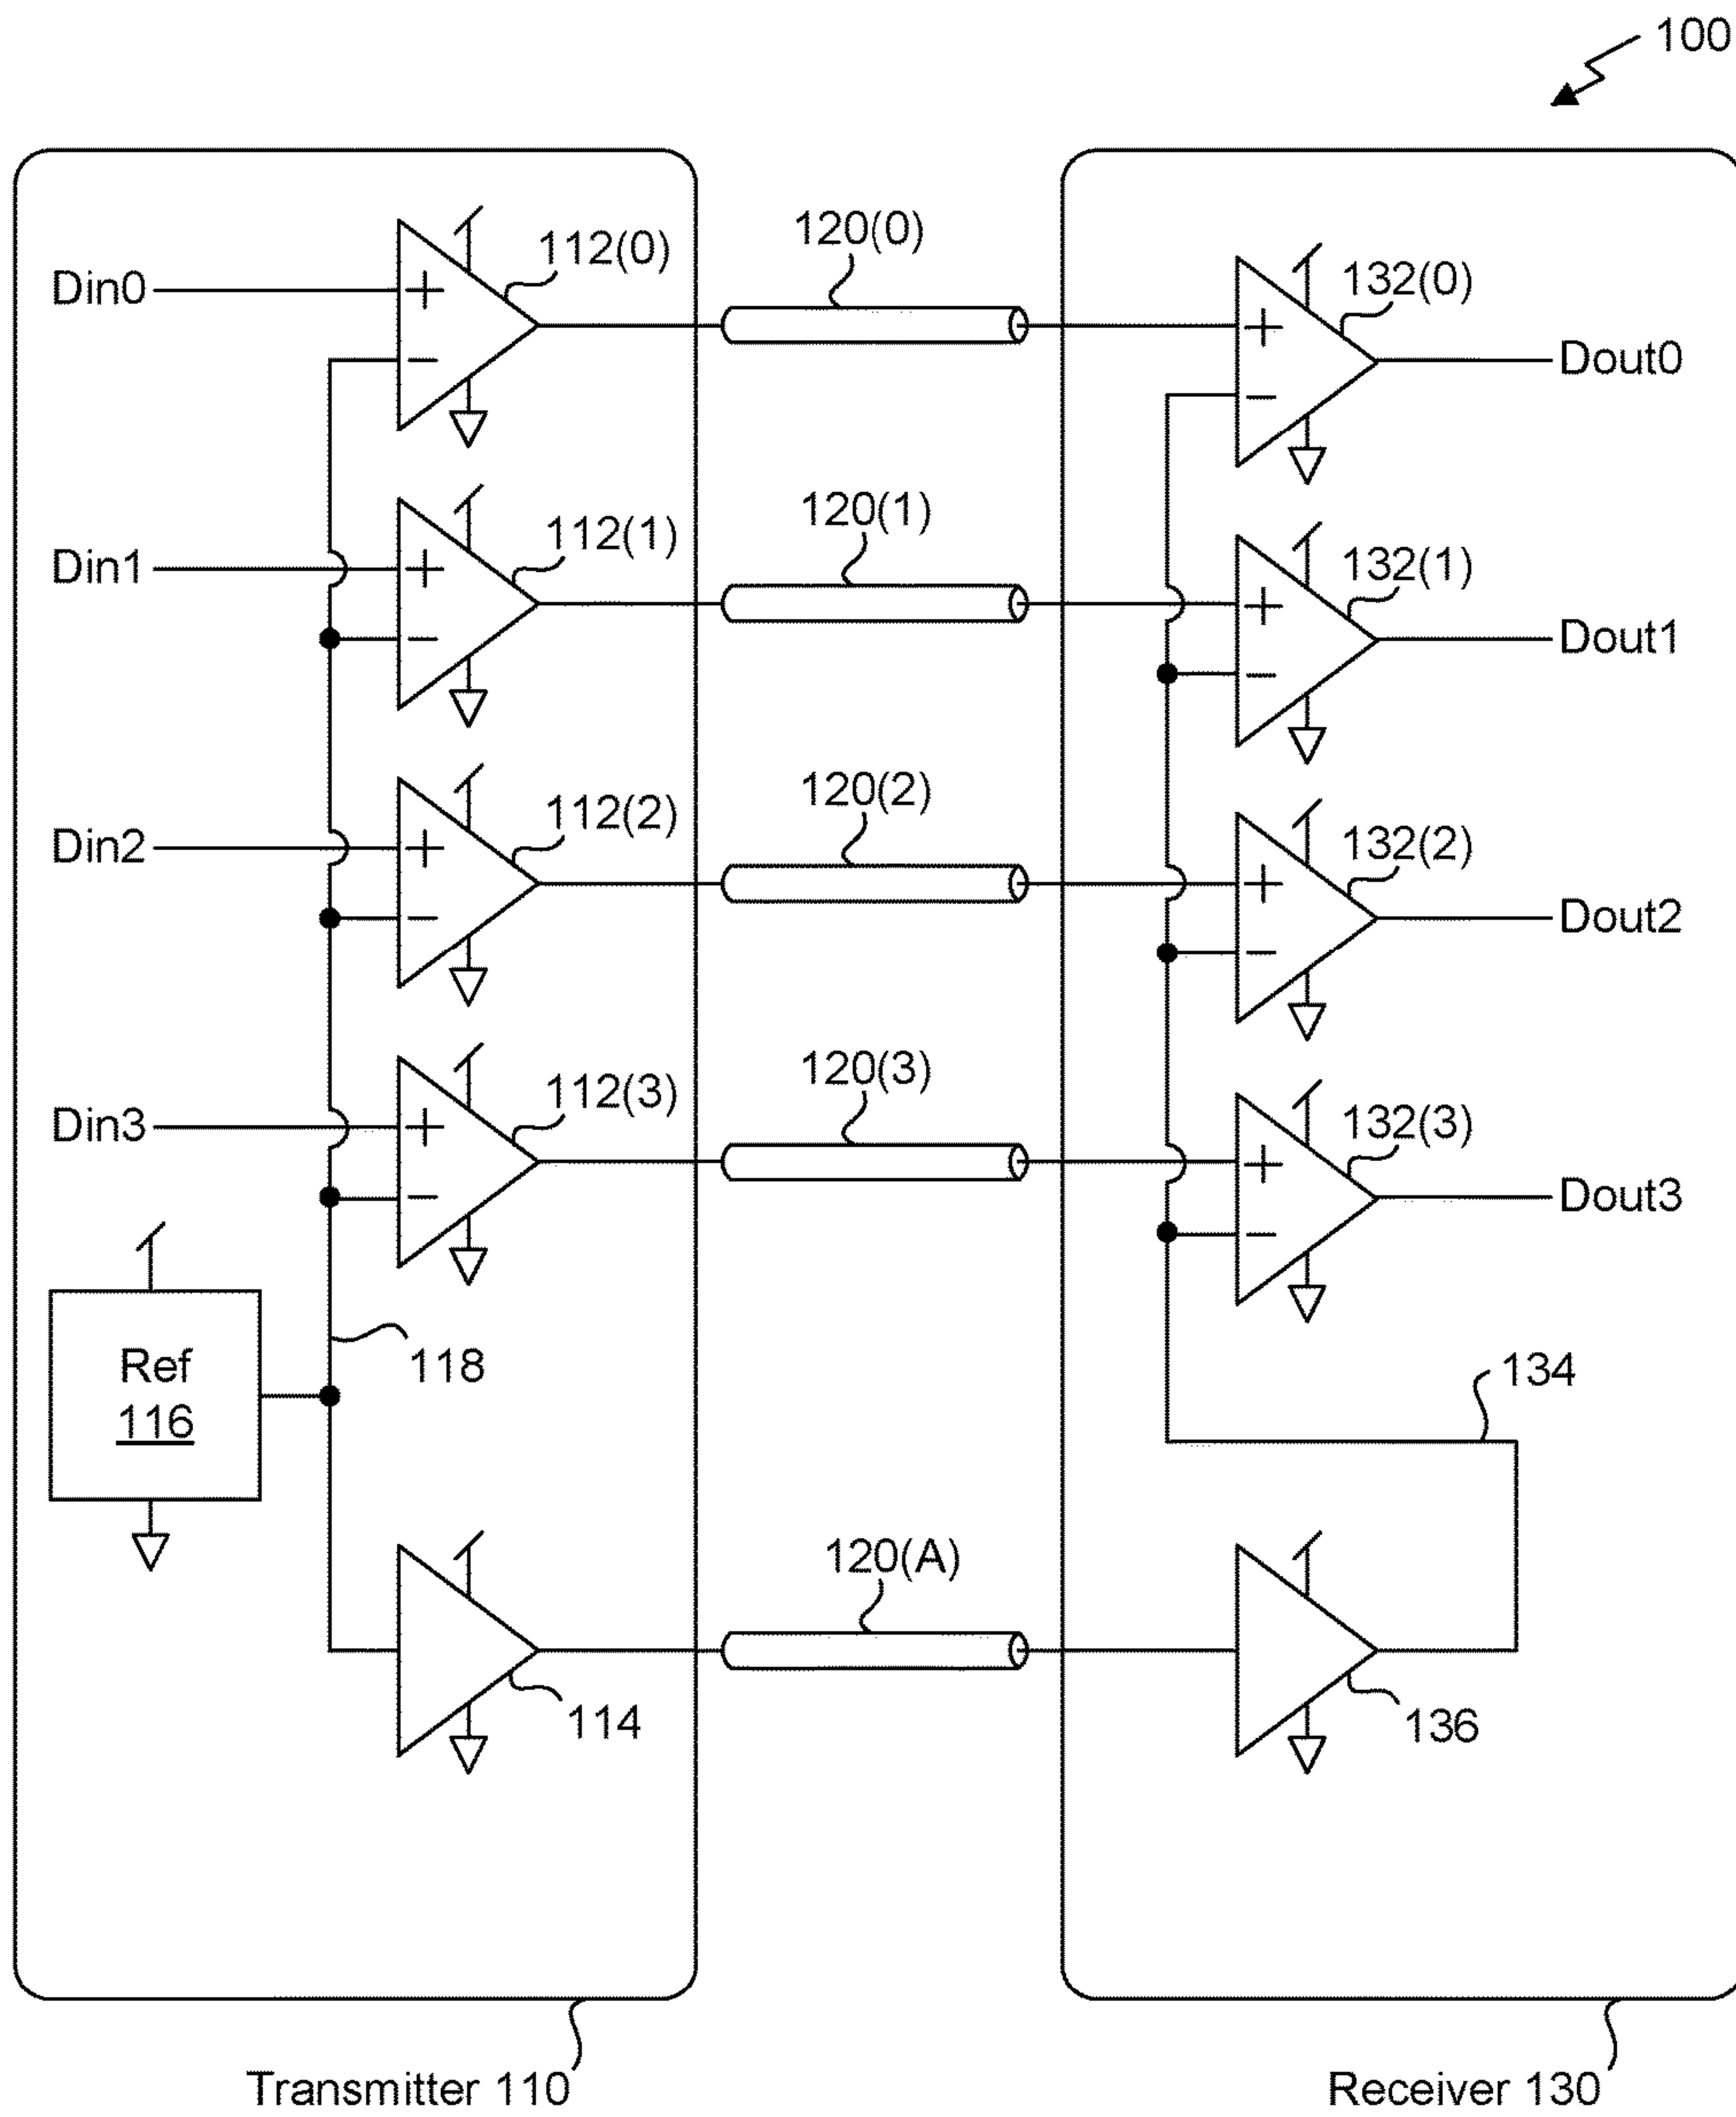 100
120(0)
112(0)
132(0)
Din0
+
+
−
Dout0
−
120(1)
112(1)
132(1)
Din1
+
+
−
Dout1
−
120(2)
112(2)
132(2)
Din2
+
+
−
Dout2
−
120(3)
112(3)
132(3)
Din3
+
+
−
Dout3
−
Ref
116
118
134
120(A)
114
136
Transmitter 110
Receiver 130